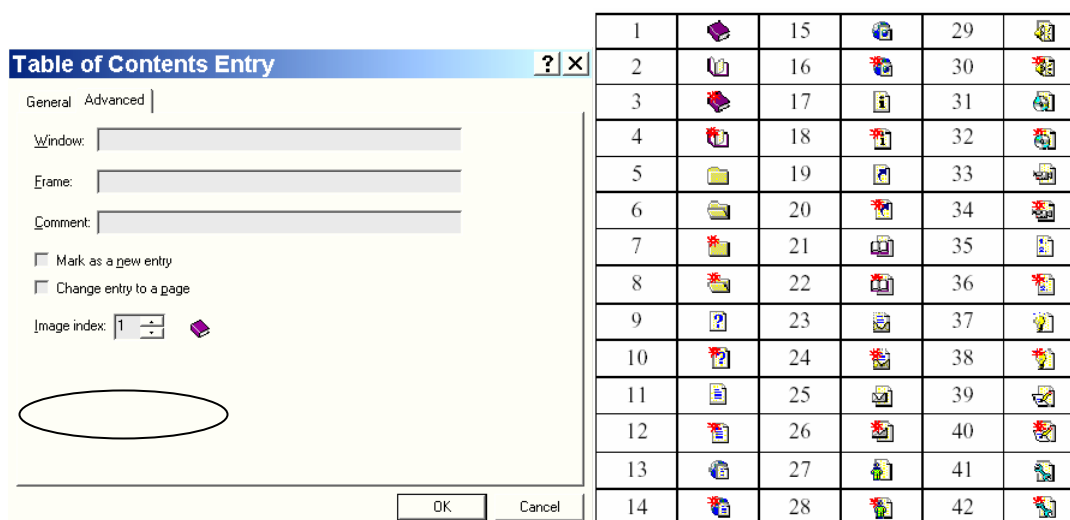 Table of Contents Entry
General Advanced
Window:
Frame:
Comment:
Mark as a new entry
Change entry to a page
Image index: 1
OK Cancel
1 15 29
2 16 30
3 17 31
4 18 32
5 19 33
6 20 34
7 21 35
8 22 36
9 23 37
10 24 38
11 25 39
12 26 40
13 27 41
14 28 42